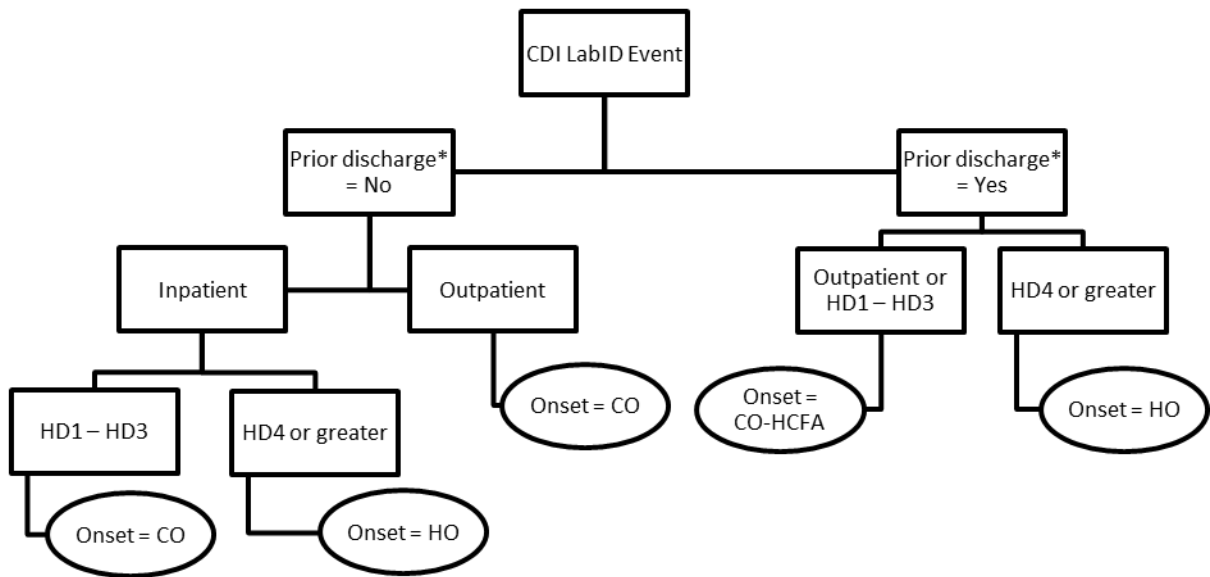 CDI LabID Event
Prior discharge*
= No
Prior discharge*
= Yes
Inpatient
Outpatient
Outpatient or
HD1 – HD3
HD4 or greater
HD1 – HD3
HD4 or greater
Onset = CO
Onset =
CO-HCFA
Onset = HO
Onset = CO
Onset = HO